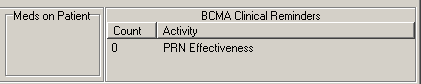 Meds on Patient
BCMA Clinical Reminders
Count Activity
0 PRN Effectiveness